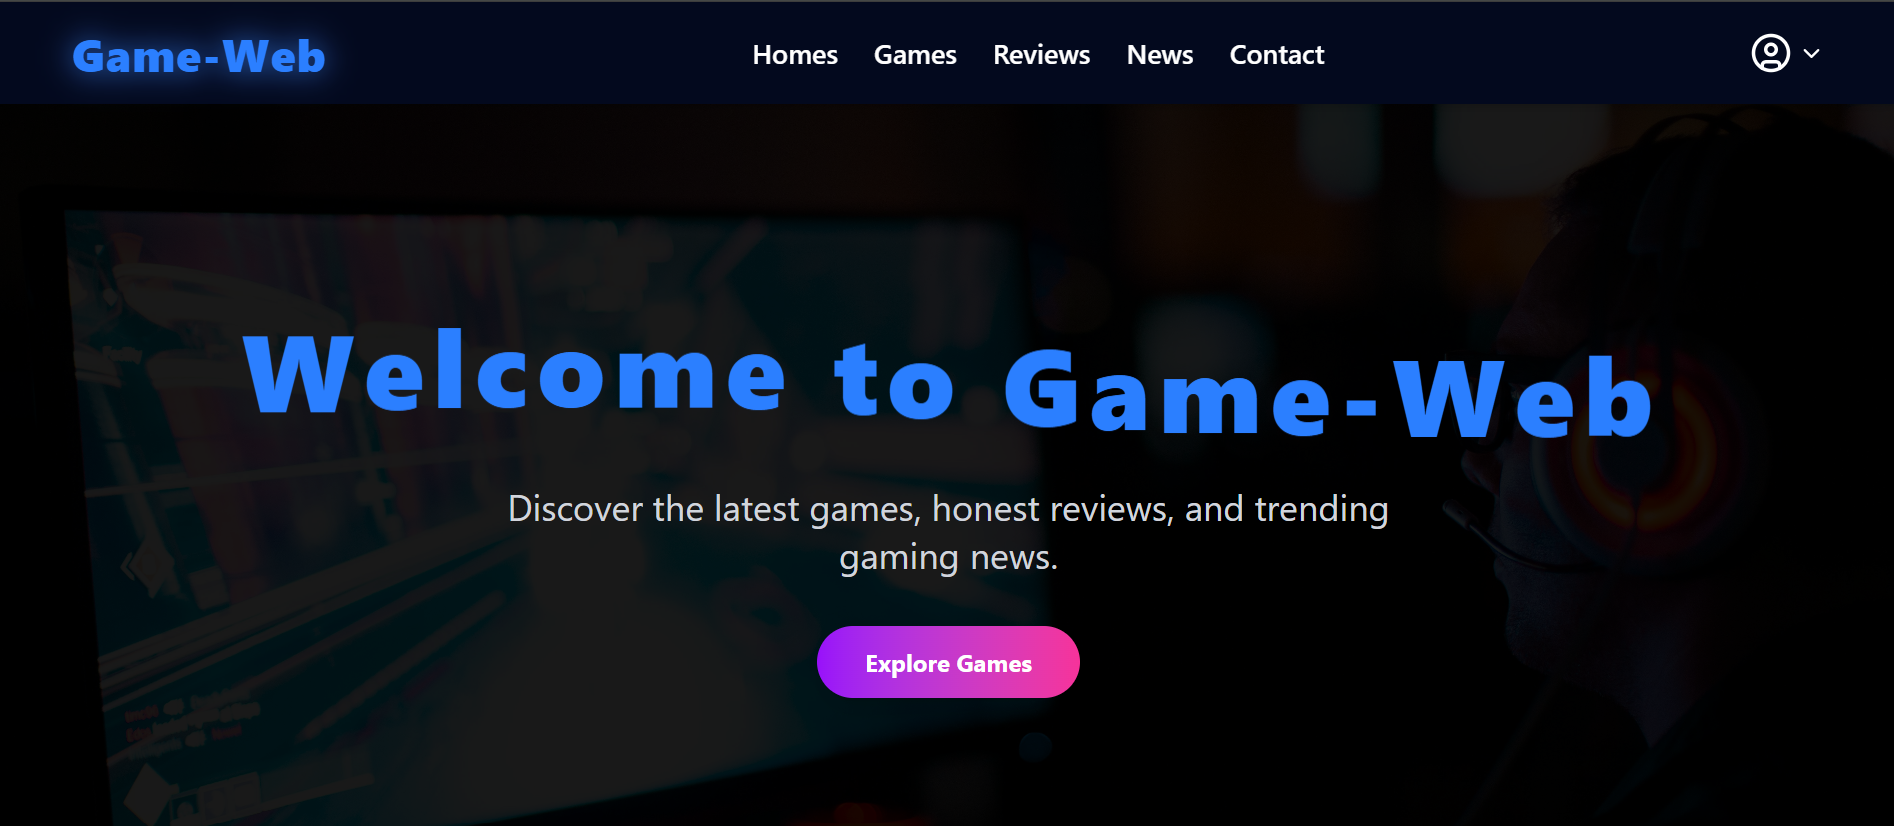 Game-Web
Homes Games Reviews News Contact
Welcome to Game-Web
Discover the latest games, honest reviews, and trending
gaming news.
Explore Games